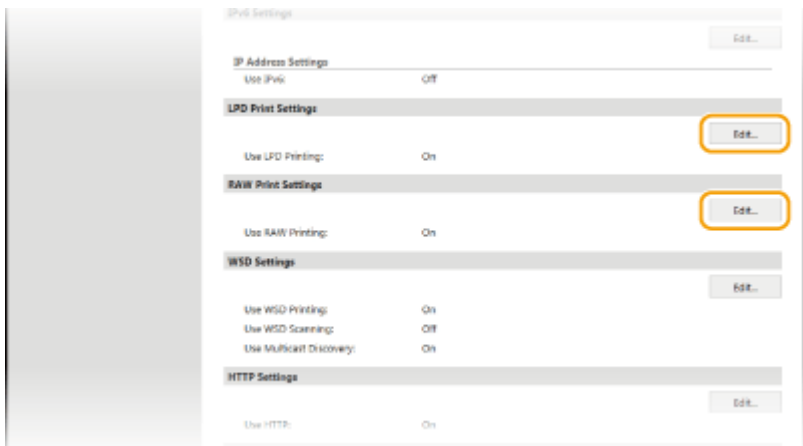 IPv6 Settings
Edit...
IP Address Settings
Use IPv6: Off
LPD Print Settings
Edit...
Use LPD Printing: On
RAW Print Settings
Edit...
Use RAW Printing: On
WSD Settings
Edit...
Use WSD Printing: On
Use WSD Scanning: Off
Use Multicast Discovery: On
HTTP Settings
Edit...
Use HTTP: On